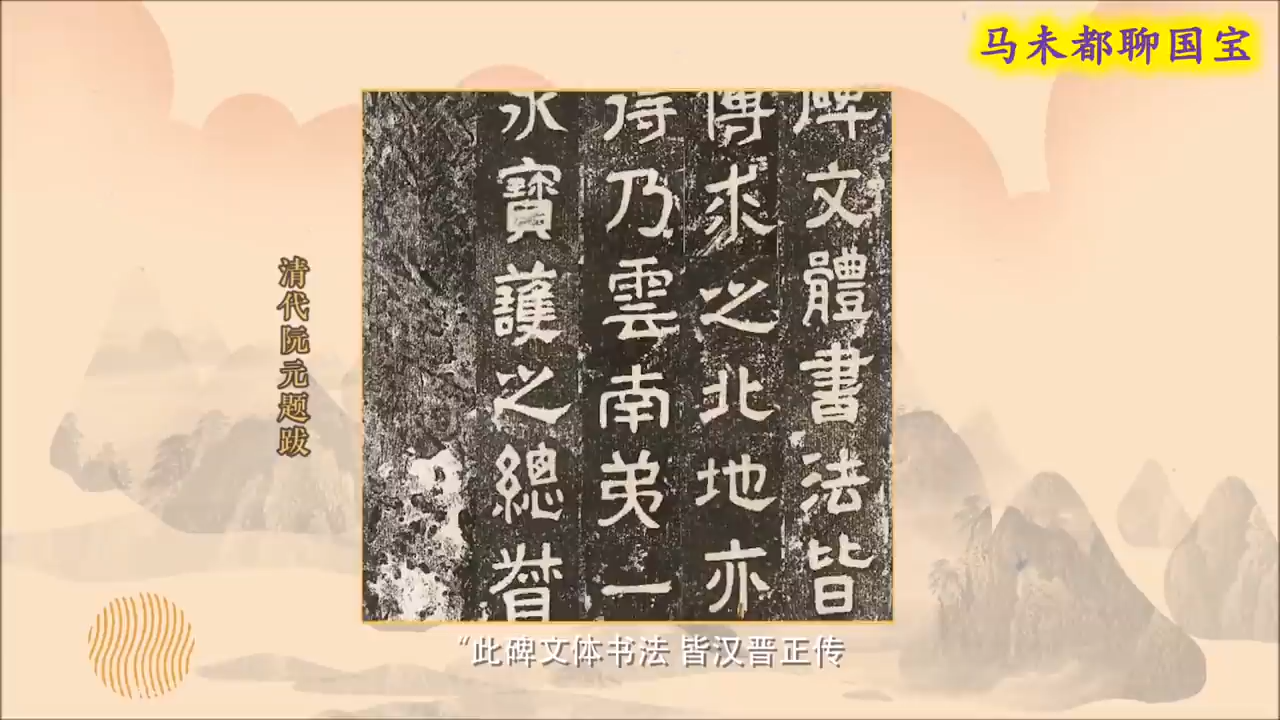 马未都聊国宝
碑文體書法皆
傳求之北地亦
得乃雲南弟一
永寶護之總督
清代阮元题跋
“此碑文体书法 皆汉晋正传